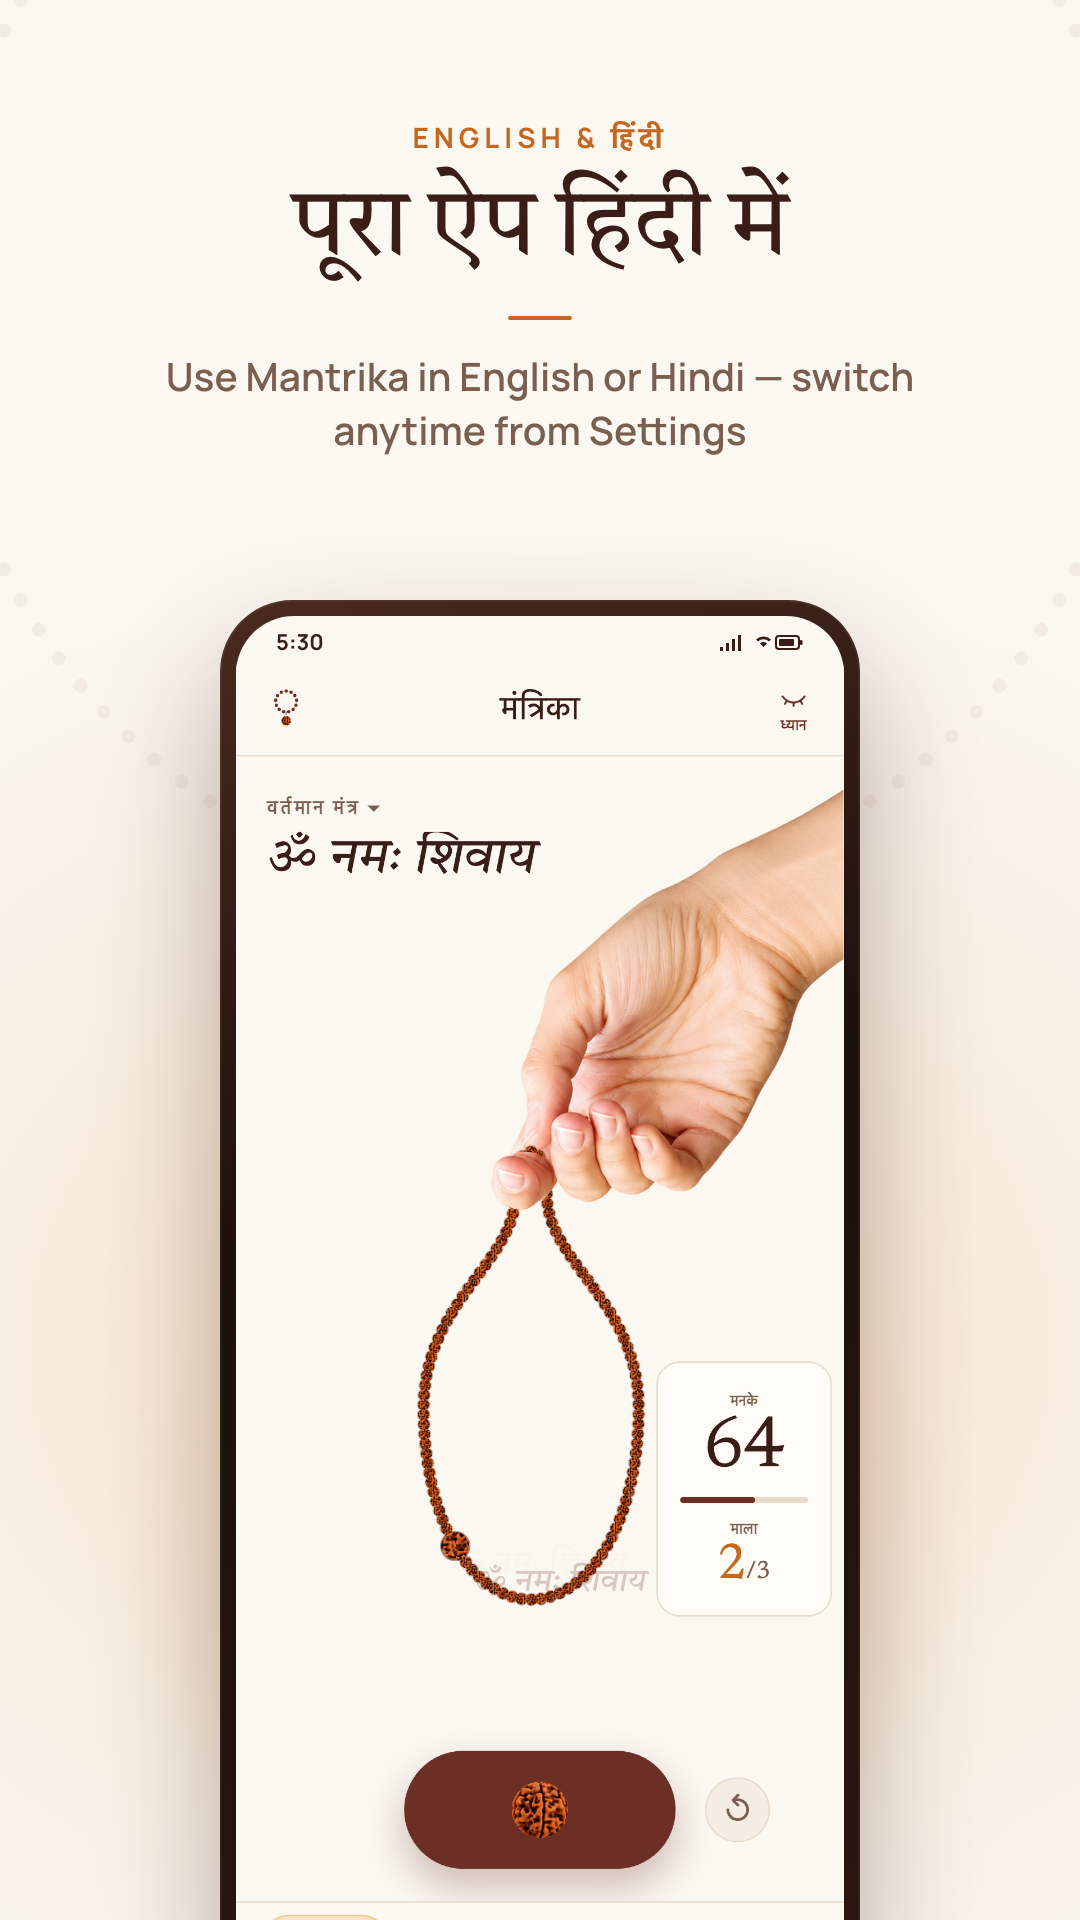 ENGLISH & हिंदी
पूरा ऐप हिंदी में
Use Mantrika in English or Hindi — switch
anytime from Settings
5:30
मंत्रिका
ध्यान
वर्तमान मंत्र
ॐ नमः शिवाय
मनके
64
माला
2/3
ॐ नमः शिवाय